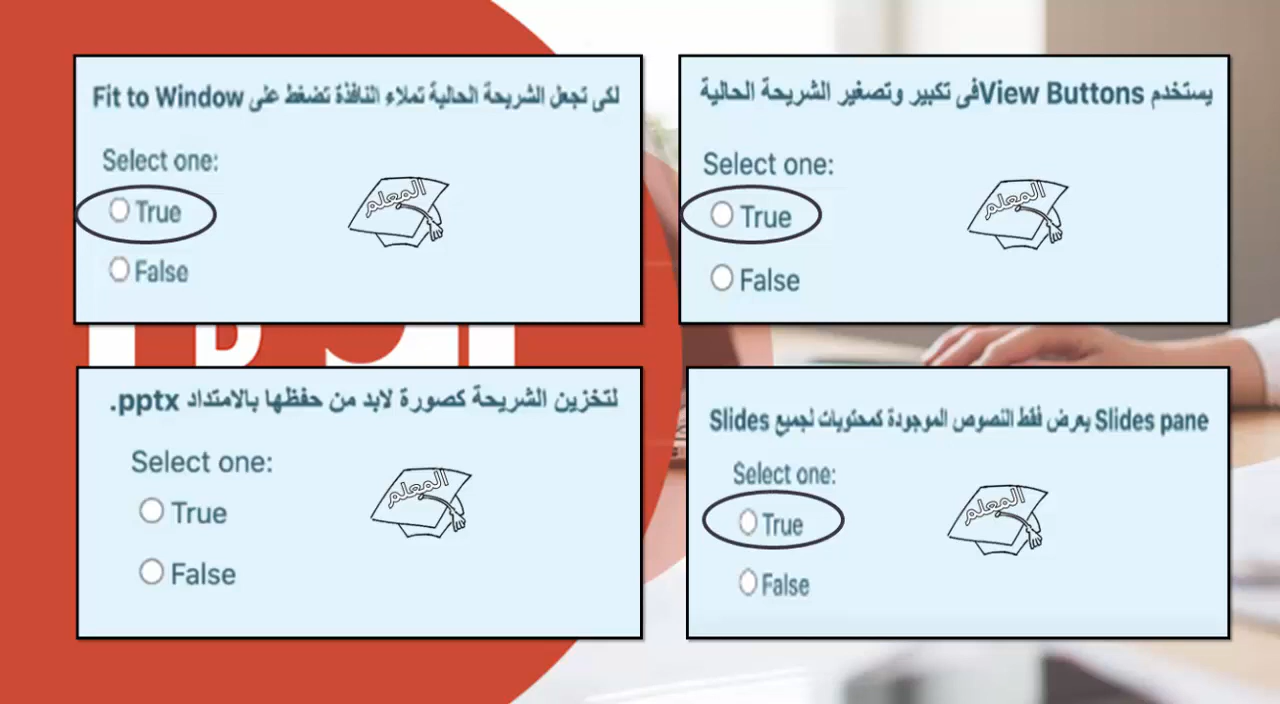 لكى تجعل الشريحة الحالية تملاء النافذة تضغط على Fit to Window
Select one:
True
False
المعلم
يستخدم View Buttonsفى تكبير وتصغير الشريحة الحالية
Select one:
True
False
المعلم
لتخزين الشريحة كصورة لابد من حفظها بالامتداد pptx.
Select one:
True
False
المعلم
Slides pane يعرض فقط النصوص الموجودة كمحتويات لجميع Slides
Select one:
True
False
المعلم